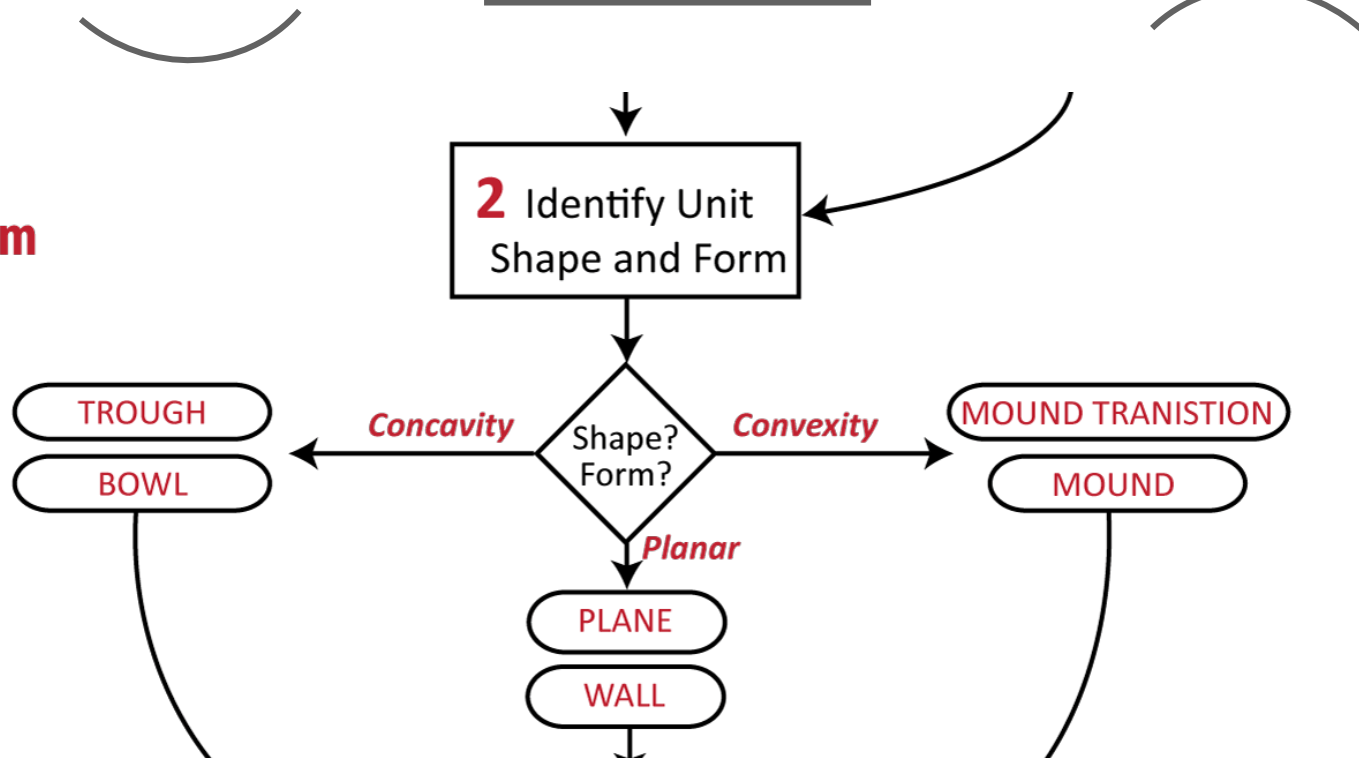 2 Identify Unit
Shape and Form
m
TROUGH
BOWL
Concavity
Shape?
Form?
Convexity
MOUND TRANISTION
MOUND
Planar
PLANE
WALL